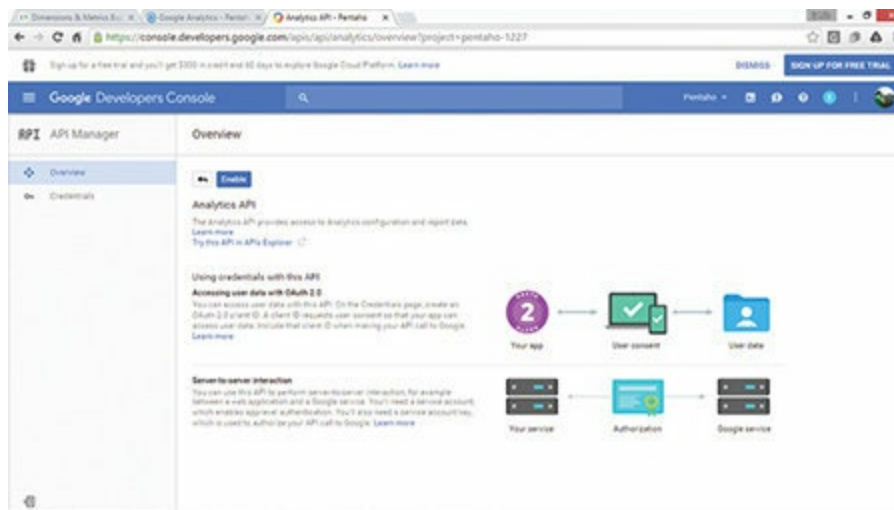 Dimensions & Metrics Ex
Google Analytics - Pentah
Analytics API - Pentaho
https://console.developers.google.com/apis/api/analytics/overview?project=pentaho-1227
Sign up for a free trial and you'll get $300 in credit and 60 days to explore Google Cloud Platform. Learn more
DISMISS
SIGN UP FOR FREE TRIAL
Google Developers Console
Pentaho
API API Manager
Overview
Overview
Credentials
Enable
Analytics API
The Analytics API provides access to Analytics configuration and report data.
Learn more
Try this API in APIs Explorer
Using credentials with this API
Accessing user data with OAuth 2.0
You can access user data with this API. On the Credentials page, create an
OAuth 2.0 client ID. A client ID requests user consent so that your app can
access user data. Include that client ID when making your API call to Google.
Learn more
2
Your app
User consent
User data
Server-to-server interaction
You can use this API to perform server-to-server interaction, for example
between a web application and a Google service. You'll need a service account,
which enables app-level authentication. You'll also need a service account key,
which is used to authorize your API call to Google. Learn more
Your service
Authorization
Google service